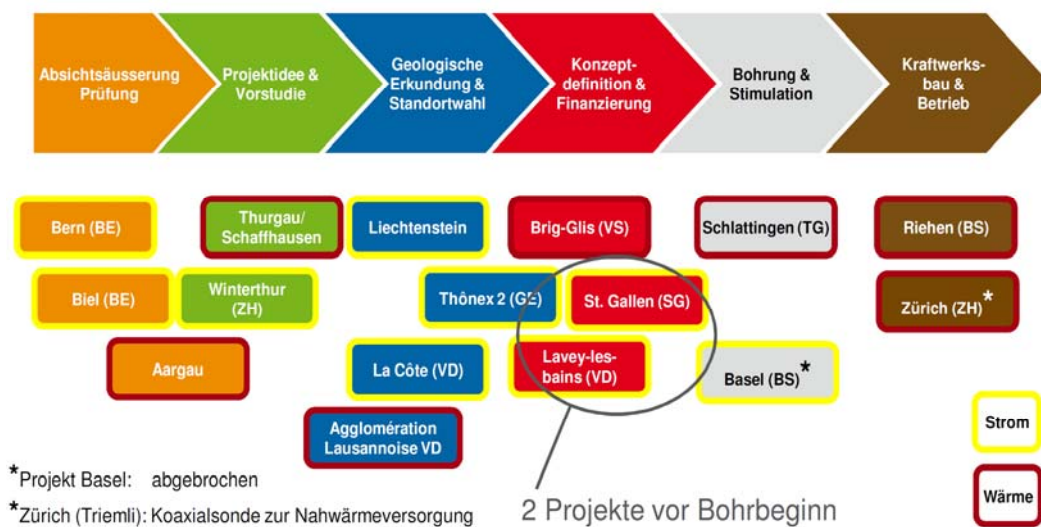 Absichtsäusserung
Prüfung
Projektidee &
Vorstudie
Geologische
Erkundung &
Standortwahl
Konzept-
definition &
Finanzierung
Bohrung &
Stimulation
Kraftwerks-
bau &
Betrieb
Bern (BE)
Thurgau/
Schaffhausen
Liechtenstein
Brig-Glis (VS)
Schlattingen (TG)
Riehen (BS)
Biel (BE)
Winterthur
(ZH)
Thônex 2 (GE)
St. Gallen (SG)
Zürich (ZH)*
Aargau
La Côte (VD)
Lavey-les-
bains (VD)
Basel (BS)*
Agglomération
Lausannoise VD
Strom
Wärme
*Projekt Basel: abgebrochen
*Zürich (Triemli): Koaxialsonde zur Nahwärmeversorgung
2 Projekte vor Bohrbeginn